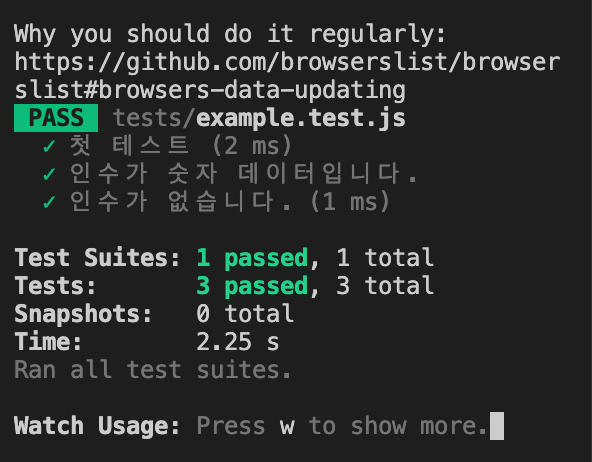 Why you should do it regularly:
https://github.com/browserslist/browser
slist#browsers-data-updating
PASS tests/example.test.js
✓ 첫 테스트 (2 ms)
✓ 인수가 숫자 데이터입니다.
✓ 인수가 없습니다. (1 ms)
Test Suites: 1 passed, 1 total
Tests: 3 passed, 3 total
Snapshots: 0 total
Time: 2.25 s
Ran all test suites.
Watch Usage: Press w to show more.